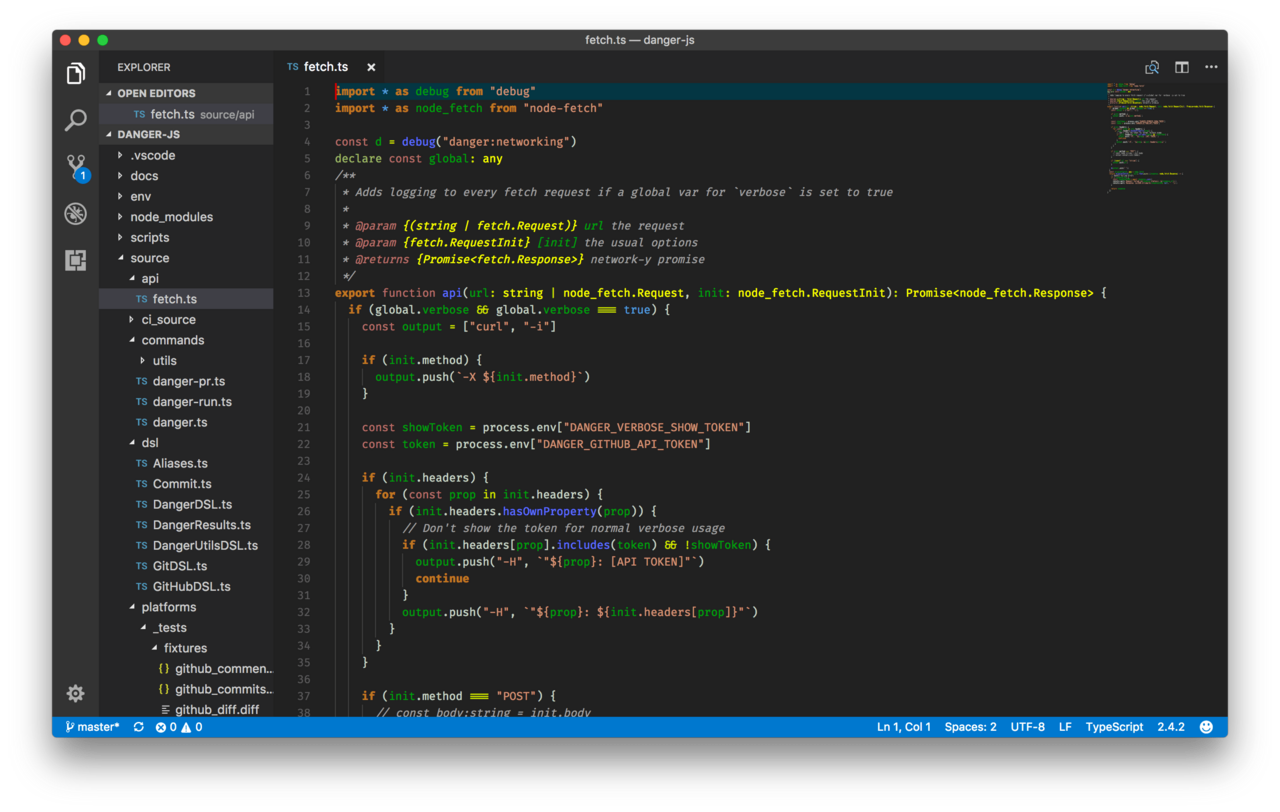 fetch.ts — danger-js
EXPLORER
OPEN EDITORS
TS fetch.ts source/api
DANGER-JS
.vscode
docs
env
node_modules
scripts
source
api
TS fetch.ts
ci_source
commands
utils
TS danger-pr.ts
TS danger-run.ts
TS danger.ts
dsl
TS Aliases.ts
TS Commit.ts
TS DangerDSL.ts
TS DangerResults.ts
TS DangerUtilsDSL.ts
TS GitDSL.ts
TS GitHubDSL.ts
platforms
_tests
fixtures
{} github_commen...
{} github_commits...
github_diff.diff
1
TS fetch.ts ×
1 import * as debug from "debug"
2 import * as node_fetch from "node-fetch"
3
4 const d = debug("danger:networking")
5 declare const global: any
6 /**
7 * Adds logging to every fetch request if a global var for `verbose` is set to true
8 *
9 * @param {(string | fetch.Request)} url the request
10 * @param {fetch.RequestInit} [init] the usual options
11 * @returns {Promise<fetch.Response>} network-y promise
12 */
13 export function api(url: string | node_fetch.Request, init: node_fetch.RequestInit): Promise<node_fetch.Response> {
14 if (global.verbose && global.verbose === true) {
15 const output = ["curl", "-i"]
16
17 if (init.method) {
18 output.push(`-X ${init.method}`)
19 }
20
21 const showToken = process.env["DANGER_VERBOSE_SHOW_TOKEN"]
22 const token = process.env["DANGER_GITHUB_API_TOKEN"]
23
24 if (init.headers) {
25 for (const prop in init.headers) {
26 if (init.headers.hasOwnProperty(prop)) {
27 // Don't show the token for normal verbose usage
28 if (init.headers[prop].includes(token) && !showToken) {
29 output.push("-H", `"${prop}: [API TOKEN]"`)
30 continue
31 }
32 output.push("-H", `"${prop}: ${init.headers[prop]}"`)
33 }
34 }
35 }
36
37 if (init.method === "POST") {
38 // const body:string = init.body
master* 0 0
Ln 1, Col 1 Spaces: 2 UTF-8 LF TypeScript 2.4.2